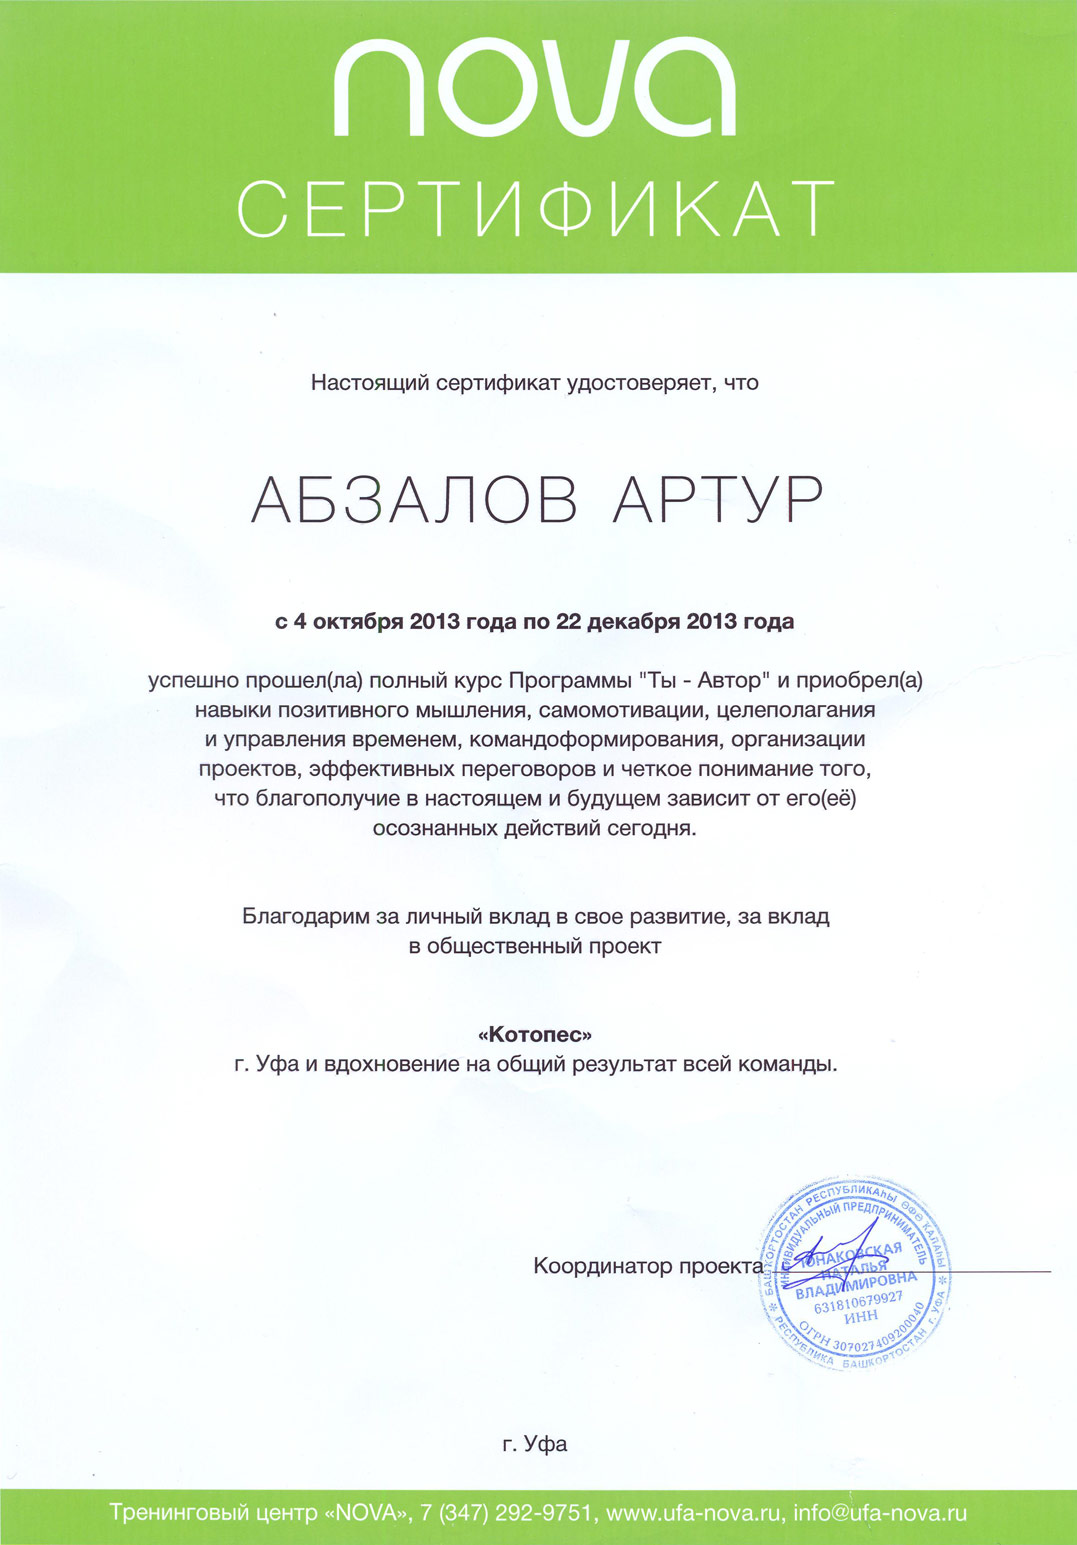 nova
СЕРТИФИКАТ
Настоящий сертификат удостоверяет, что
АБЗАЛОВ АРТУР
с 4 октября 2013 года по 22 декабря 2013 года
успешно прошел(ла) полный курс Программы "Ты - Автор" и приобрел(а)
навыки позитивного мышления, самомотивации, целеполагания
и управления временем, командоформирования, организации
проектов, эффективных переговоров и четкое понимание того,
что благополучие в настоящем и будущем зависит от его(её)
осознанных действий сегодня.
Благодарим за личный вклад в свое развитие, за вклад
в общественный проект
«Котопес»
г. Уфа и вдохновение на общий результат всей команды.
Координатор проекта
БАШҠОРТОСТАН РЕСПУБЛИКАҺЫ ӨФӨ ҠАЛАҺЫ
ИНДИВИДУАЛЬНЫЙ ПРЕДПРИНИМАТЕЛЬ
НАТАЛЬЯ
ВЛАДИМИРОВНА
631810679927
ИНН
ОГРН 307027409200040
РЕСПУБЛИКА БАШКОРТОСТАН г. УФА
г. Уфа
Тренинговый центр «NOVA», 7 (347) 292-9751, www.ufa-nova.ru, info@ufa-nova.ru